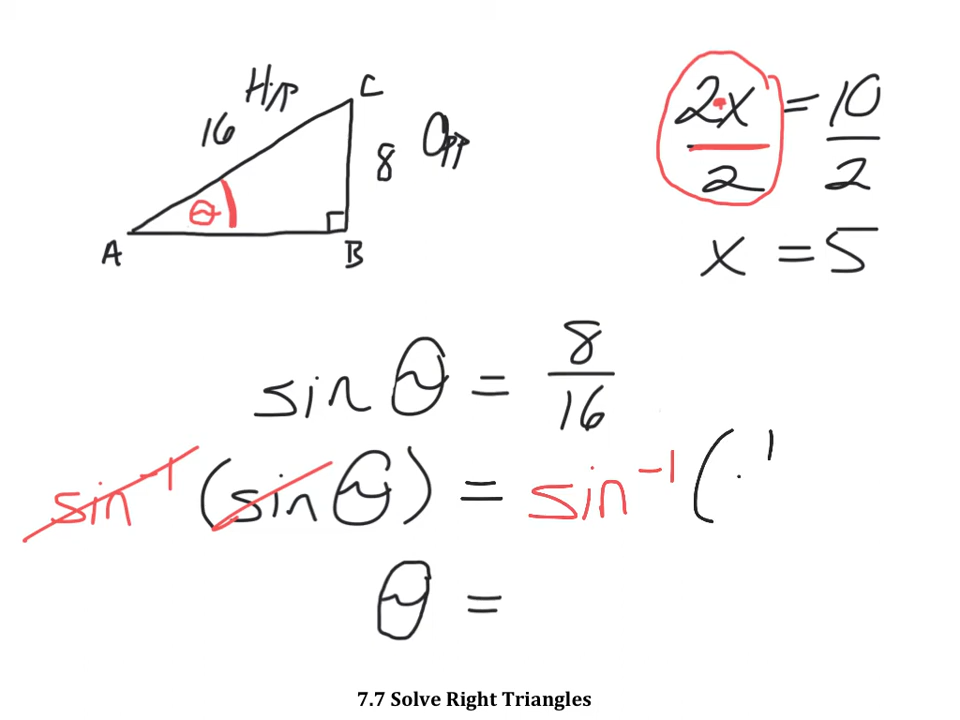 Hyp
C
16
8 Opp
θ
A
B
2·x/2 = 10/2
x = 5
sin θ = 8/16
sin⁻¹ (sin θ) = sin⁻¹ (
θ =
7.7 Solve Right Triangles